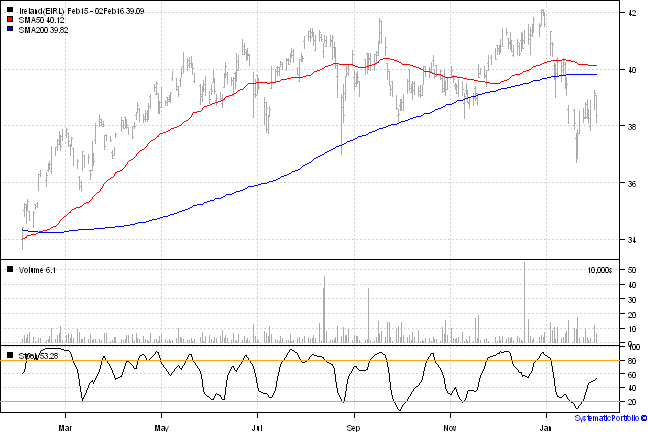 Ireland(EIRL) Feb15 - 02Feb16 39.09
SMA50 40.12
SMA200 39.82
42
40
38
36
34
Volume 6.1
10,000s
50
40
30
20
10
0
53.28
100
80
60
40
20
Mar May Jul Sep Nov Jan
SystematicPortfolio ©